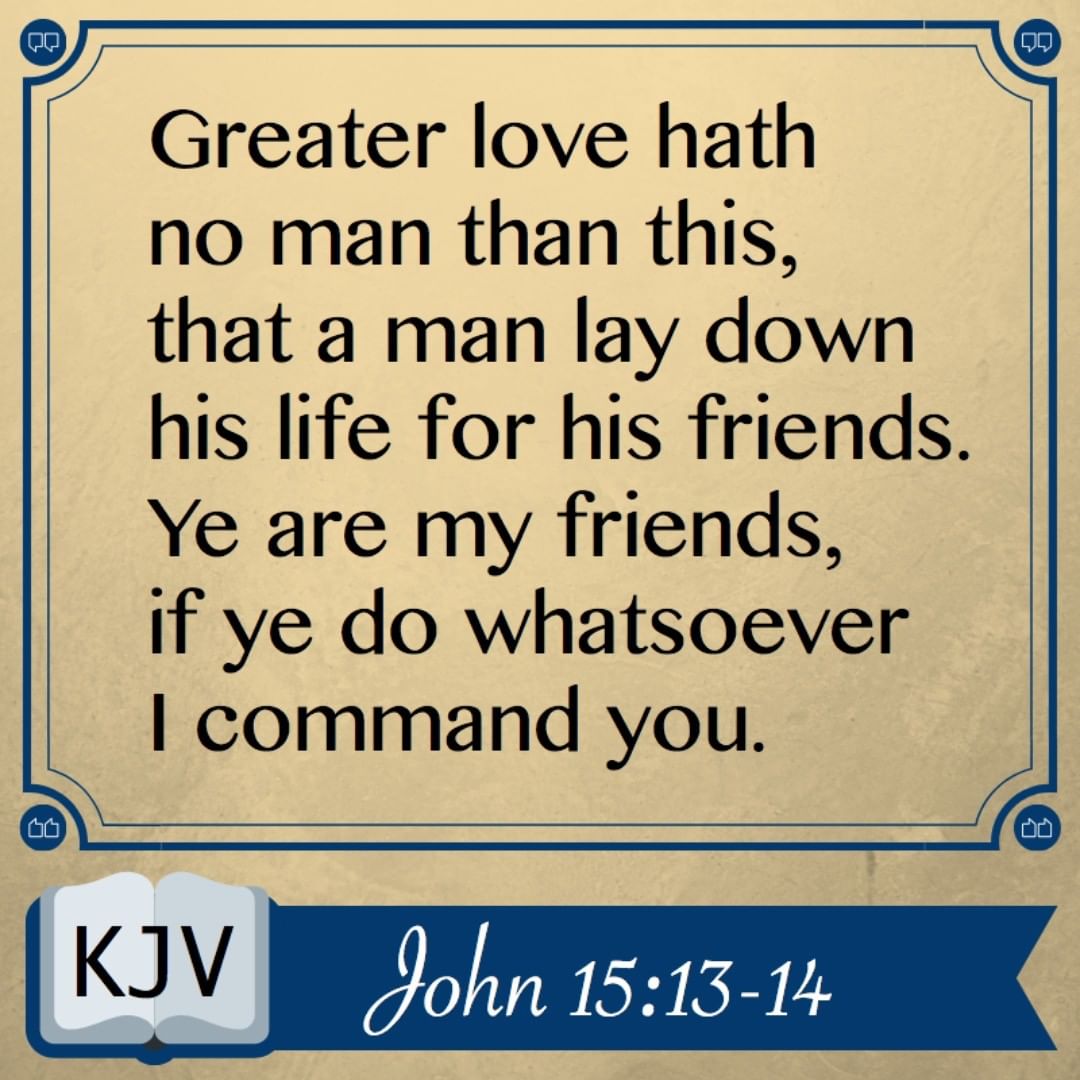 Greater love hath
no man than this,
that a man lay down
his life for his friends.
Ye are my friends,
if ye do whatsoever
I command you.
KJV
John 15:13-14